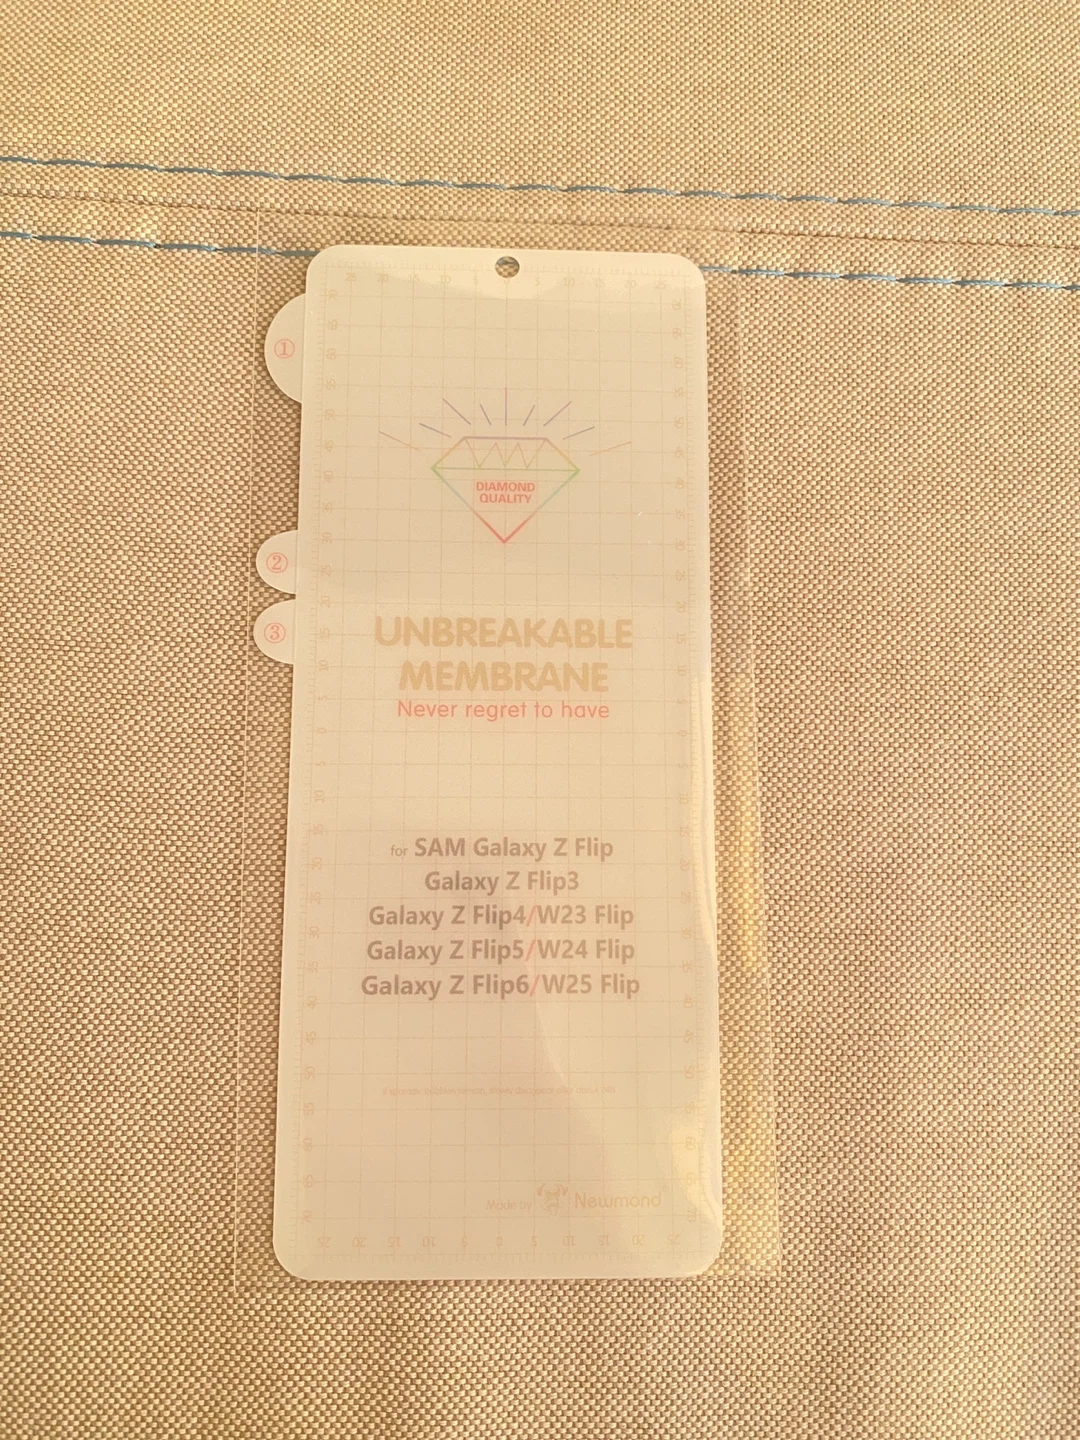 ①
DIAMOND
QUALITY
②
③
UNBREAKABLE
MEMBRANE
Never regret to have
for SAM Galaxy Z Flip
Galaxy Z Flip3
Galaxy Z Flip4/W23 Flip
Galaxy Z Flip5/W24 Flip
Galaxy Z Flip6/W25 Flip
Made by Newmond